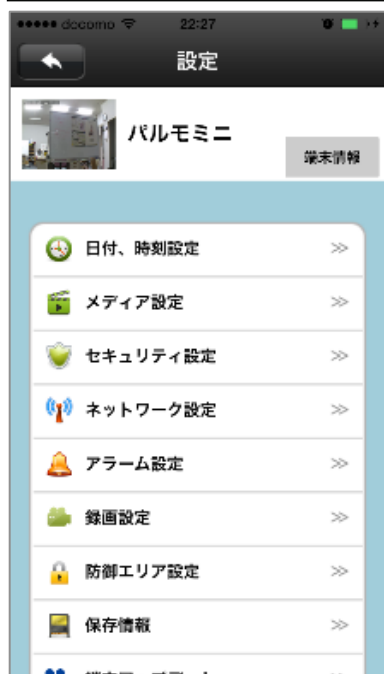 docomo 22:27
設定
パルモミニ
端末情報
日付、時刻設定
メディア設定
セキュリティ設定
ネットワーク設定
アラーム設定
録画設定
防御エリア設定
保存情報